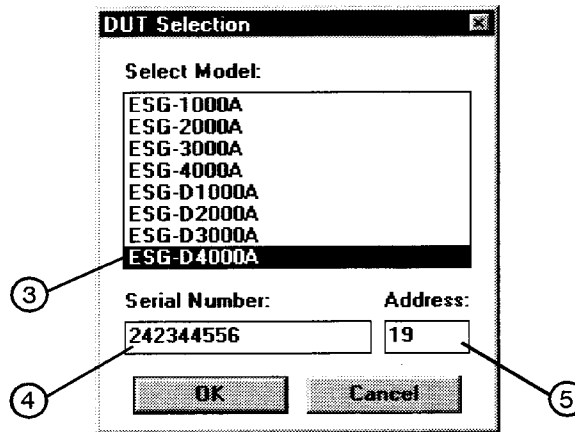 DUT Selection
Select Model:
ESG-1000A
ESG-2000A
ESG-3000A
ESG-4000A
ESG-D1000A
ESG-D2000A
ESG-D3000A
ESG-D4000A
3
Serial Number: Address:
242344556 19
4 OK Cancel 5